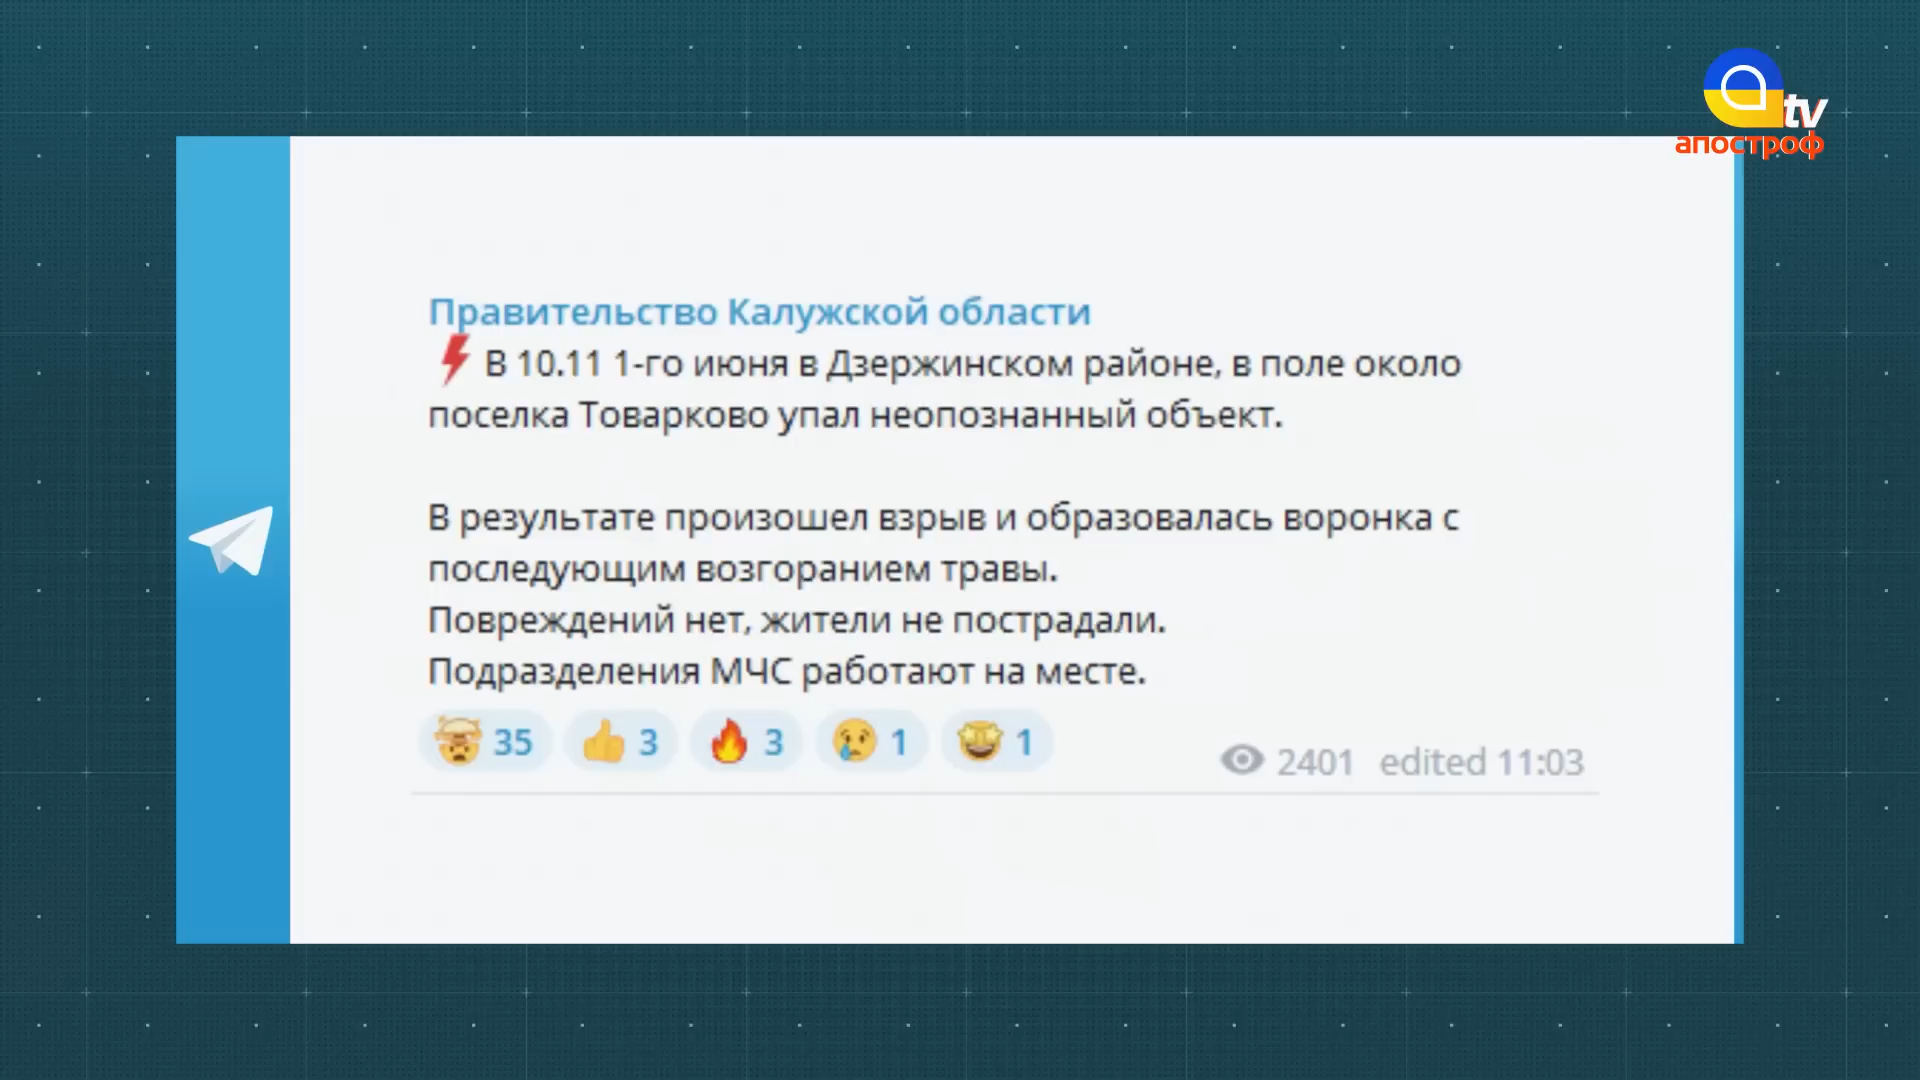 tv
апостроф
Правительство Калужской области
В 10.11 1-го июня в Дзержинском районе, в поле около
поселка Товарково упал неопознанный объект.
В результате произошел взрыв и образовалась воронка с
последующим возгоранием травы.
Повреждений нет, жители не пострадали.
Подразделения МЧС работают на месте.
35 3 3 1 1
2401 edited 11:03